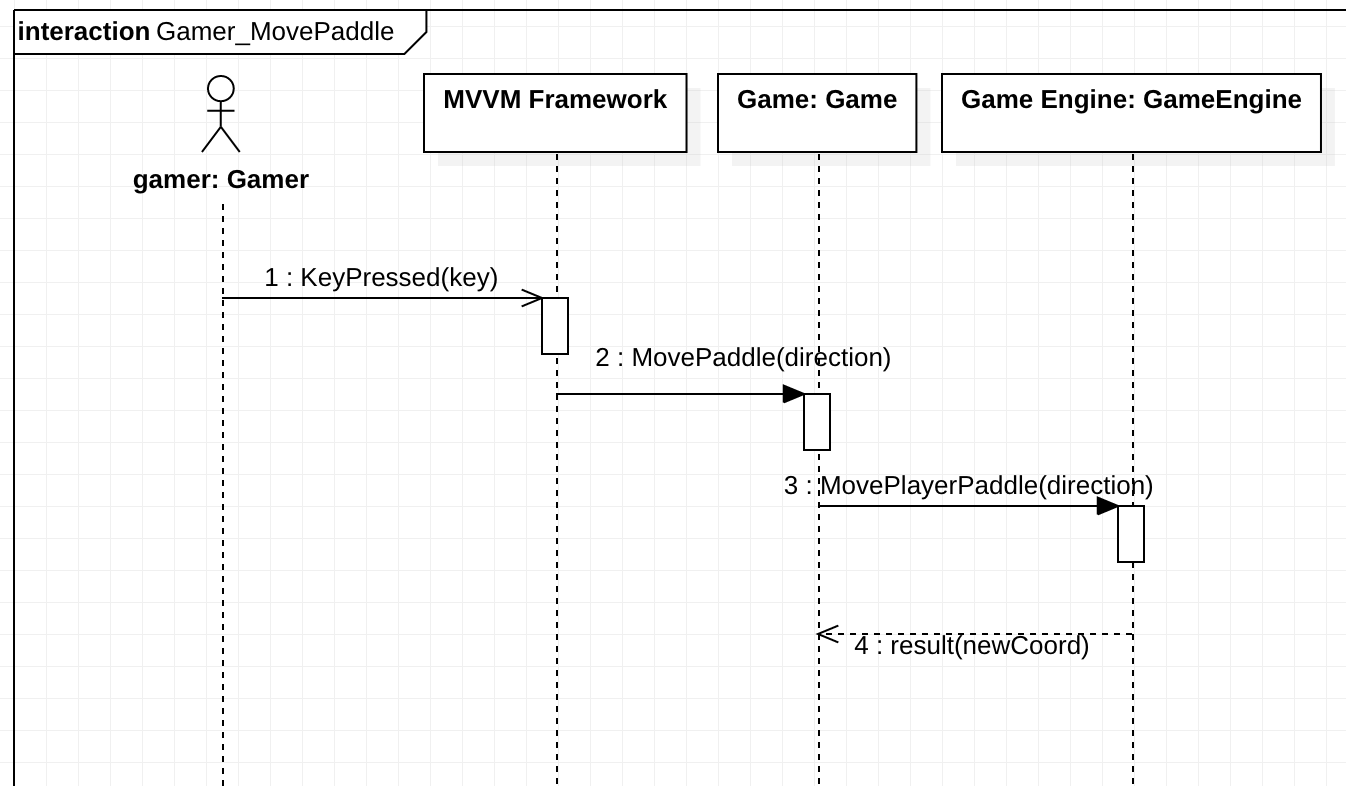 interaction Gamer_MovePaddle
gamer: Gamer
MVVM Framework
Game: Game
Game Engine: GameEngine
1 : KeyPressed(key)
2 : MovePaddle(direction)
3 : MovePlayerPaddle(direction)
4 : result(newCoord)